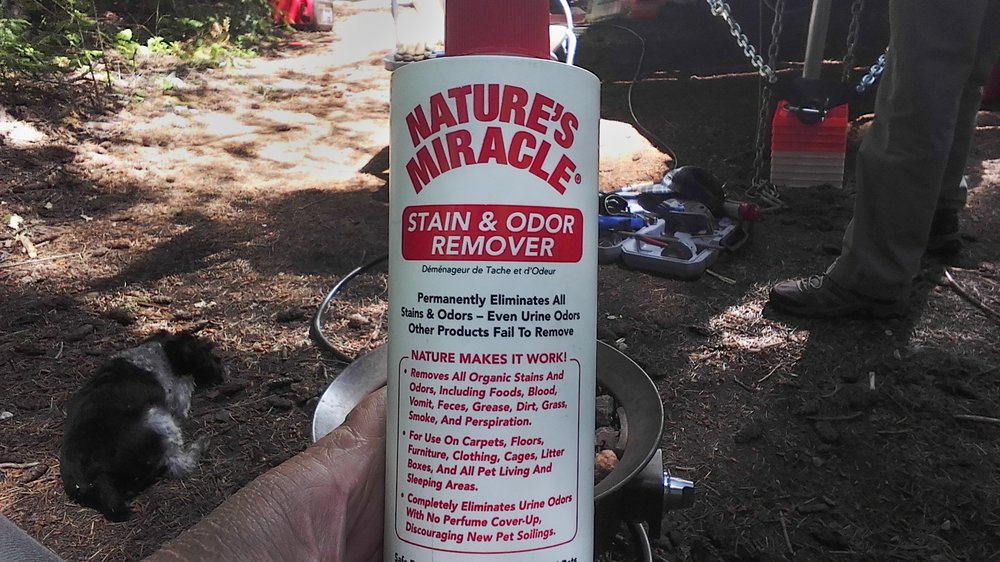 NATURE'S
MIRACLE®
STAIN & ODOR
REMOVER
Déménageur de Tache et d'Odeur
Permanently Eliminates All
Stains & Odors – Even Urine Odors
Other Products Fail To Remove
NATURE MAKES IT WORK!
• Removes All Organic Stains And
Odors, Including Foods, Blood,
Vomit, Feces, Grease, Dirt, Grass,
Smoke, And Perspiration.
• For Use On Carpets, Floors,
Furniture, Clothing, Cages, Litter
Boxes, And All Pet Living And
Sleeping Areas.
• Completely Eliminates Urine Odors
With No Perfume Cover-Up,
Discouraging New Pet Soilings.